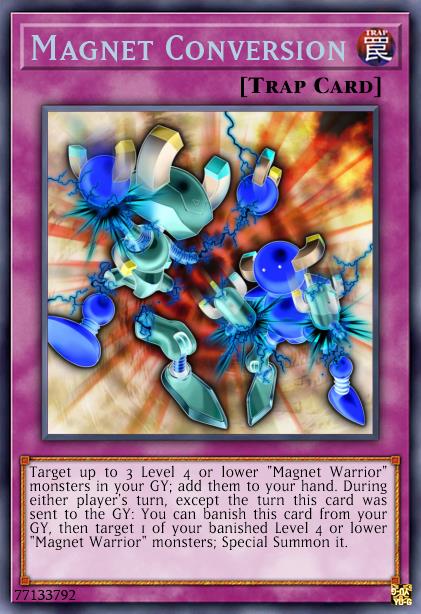 Magnet Conversion
TRAP
罠
[Trap Card]
Target up to 3 Level 4 or lower "Magnet Warrior"
monsters in your GY; add them to your hand. During
either player's turn, except the turn this card was
sent to the GY: You can banish this card from your
GY, then target 1 of your banished Level 4 or lower
"Magnet Warrior" monsters; Special Summon it.
77133792